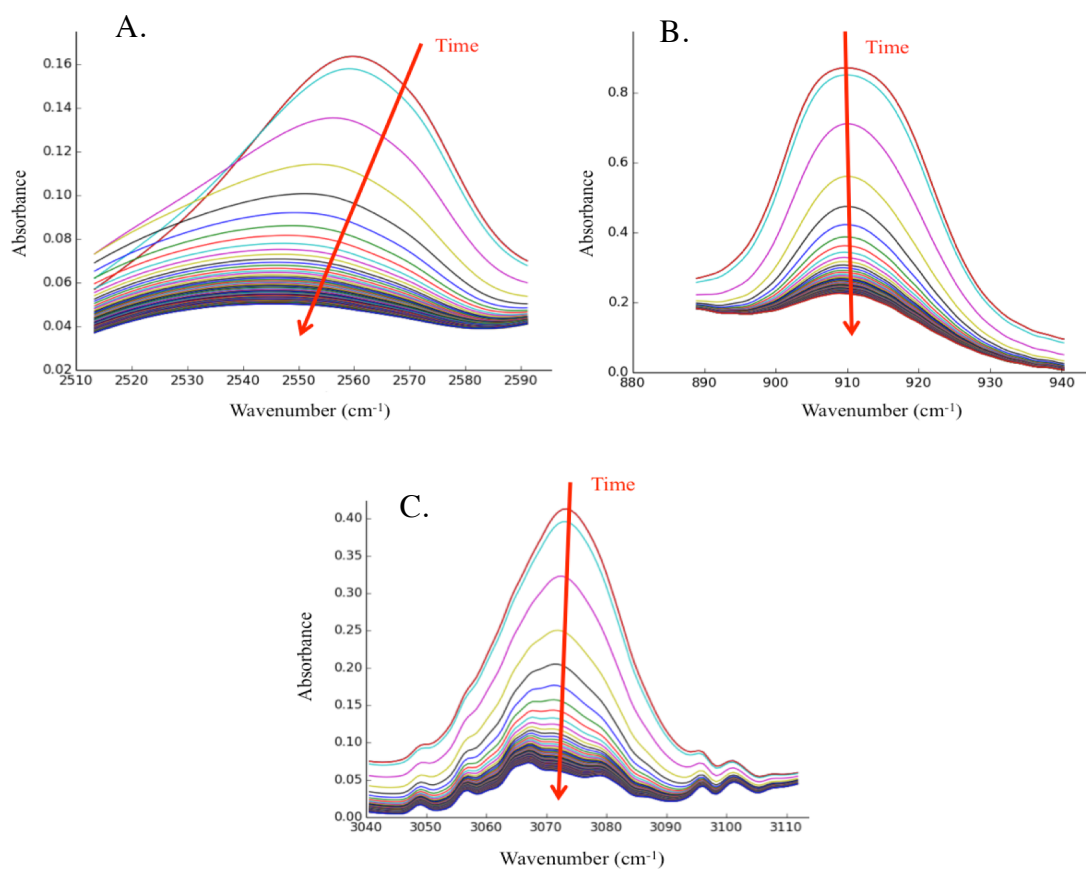 A.
Time
0.16
0.14
0.12
0.10
0.08
0.06
0.04
0.02
Absorbance
2510 2520 2530 2540 2550 2560 2570 2580 2590
Wavenumber (cm⁻¹)
B.
Time
0.8
0.6
0.4
0.2
0.0
Absorbance
880 890 900 910 920 930 940
Wavenumber (cm⁻¹)
C.
Time
0.40
0.35
0.30
0.25
0.20
0.15
0.10
0.05
0.00
Absorbance
3040 3050 3060 3070 3080 3090 3100 3110
Wavenumber (cm⁻¹)